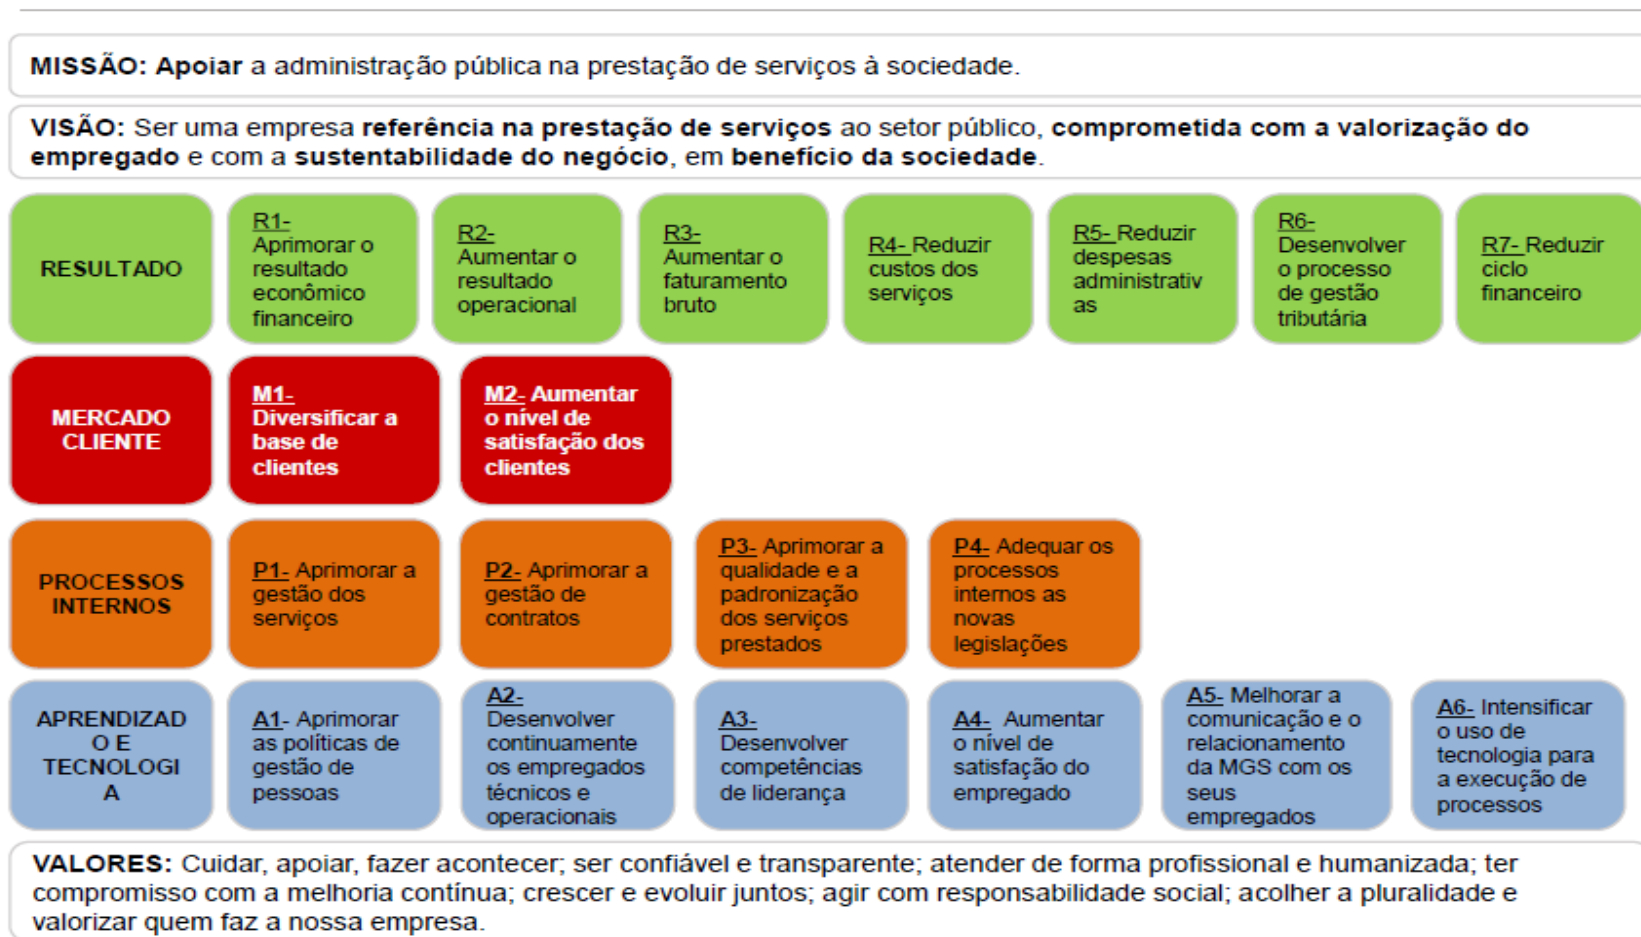 MISSÃO: Apoiar a administração pública na prestação de serviços à sociedade.
VISÃO: Ser uma empresa referência na prestação de serviços ao setor público, comprometida com a valorização do
empregado e com a sustentabilidade do negócio, em benefício da sociedade.
RESULTADO
R1-
Aprimorar o
resultado
econômico
financeiro
R2-
Aumentar o
resultado
operacional
R3-
Aumentar o
faturamento
bruto
R4- Reduzir
custos dos
serviços
R5- Reduzir
despesas
administrativ
as
R6-
Desenvolver
o processo
de gestão
tributária
R7- Reduzir
ciclo
financeiro
MERCADO
CLIENTE
M1-
Diversificar a
base de
clientes
M2- Aumentar
o nível de
satisfação dos
clientes
PROCESSOS
INTERNOS
P1- Aprimorar a
gestão dos
serviços
P2- Aprimorar a
gestão de
contratos
P3- Aprimorar a
qualidade e a
padronização
dos serviços
prestados
P4- Adequar os
processos
internos as
novas
legislações
APRENDIZAD
O E
TECNOLOGI
A
A1- Aprimorar
as políticas de
gestão de
pessoas
A2-
Desenvolver
continuamente
os empregados
técnicos e
operacionais
A3-
Desenvolver
competências
de liderança
A4- Aumentar
o nível de
satisfação do
empregado
A5- Melhorar a
comunicação e o
relacionamento
da MGS com os
seus
empregados
A6- Intensificar
o uso de
tecnologia para
a execução de
processos
VALORES: Cuidar, apoiar, fazer acontecer; ser confiável e transparente; atender de forma profissional e humanizada; ter
compromisso com a melhoria contínua; crescer e evoluir juntos; agir com responsabilidade social; acolher a pluralidade e
valorizar quem faz a nossa empresa.